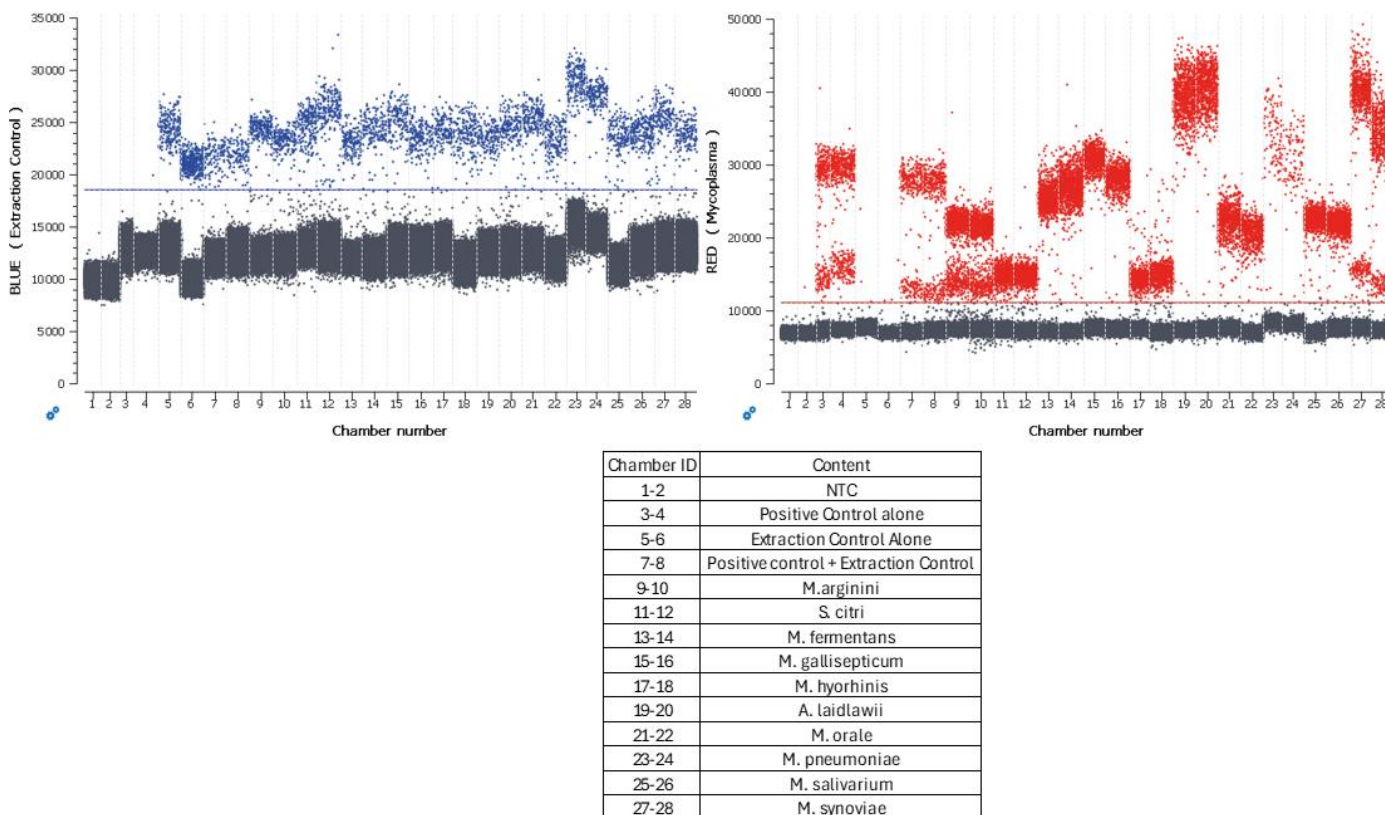 35000
30000
25000
20000
15000
10000
5000
0
BLUE ( Extraction Control )
1 2 3 4 5 6 7 8 9 10 11 12 13 14 15 16 17 18 19 20 21 22 23 24 25 26 27 28
Chamber number
50000
40000
30000
20000
10000
0
RED ( Mycoplasma )
1 2 3 4 5 6 7 8 9 10 11 12 13 14 15 16 17 18 19 20 21 22 23 24 25 26 27 28
Chamber number
Chamber ID Content
1-2 NTC
3-4 Positive Control alone
5-6 Extraction Control Alone
7-8 Positive control + Extraction Control
9-10 M.arginini
11-12 S. citri
13-14 M. fermentans
15-16 M. gallisepticum
17-18 M. hyorhinis
19-20 A. laidlawii
21-22 M. orale
23-24 M. pneumoniae
25-26 M. salivarium
27-28 M. synoviae